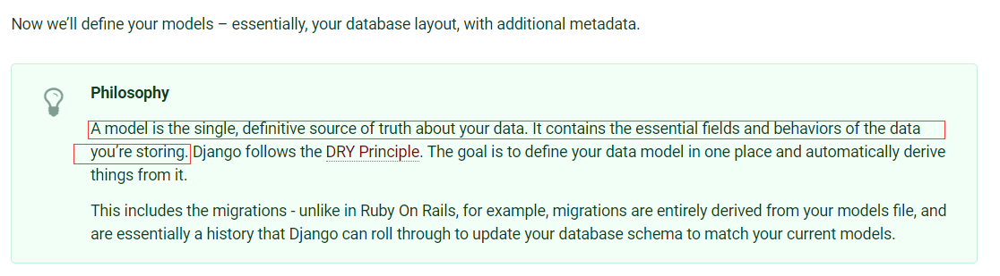 Now we’ll define your models – essentially, your database layout, with additional metadata.
Philosophy
A model is the single, definitive source of truth about your data. It contains the essential fields and behaviors of the data
you’re storing. Django follows the DRY Principle. The goal is to define your data model in one place and automatically derive
things from it.
This includes the migrations - unlike in Ruby On Rails, for example, migrations are entirely derived from your models file, and
are essentially a history that Django can roll through to update your database schema to match your current models.